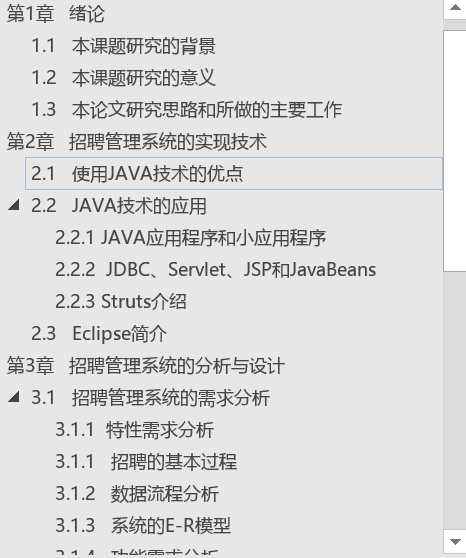 第1章 绪论
1.1 本课题研究的背景
1.2 本课题研究的意义
1.3 本论文研究思路和所做的主要工作
第2章 招聘管理系统的实现技术
2.1 使用JAVA技术的优点
2.2 JAVA技术的应用
2.2.1 JAVA应用程序和小应用程序
2.2.2 JDBC、Servlet、JSP和JavaBeans
2.2.3 Struts介绍
2.3 Eclipse简介
第3章 招聘管理系统的分析与设计
3.1 招聘管理系统的需求分析
3.1.1 特性需求分析
3.1.1 招聘的基本过程
3.1.2 数据流程分析
3.1.3 系统的E-R模型
3.1.4 功能需求分析